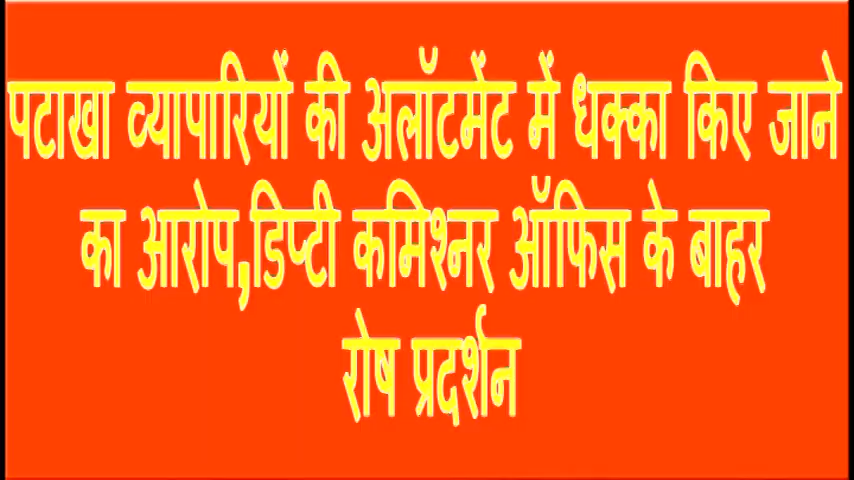 पटाखा व्यापारियों की अलॉटमेंट में धक्का किए जाने
का आरोप,डिप्टी कमिश्नर ऑफिस के बाहर
रोष प्रदर्शन